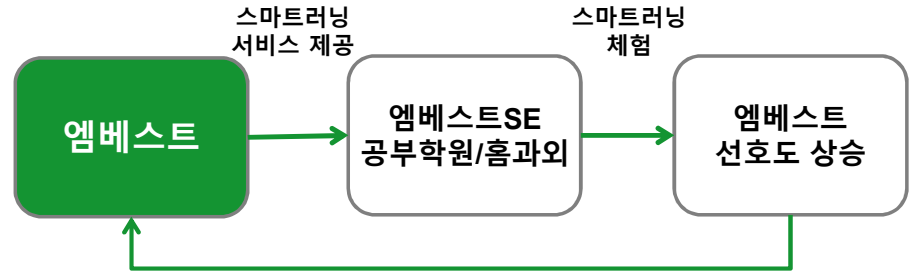 스마트러닝
서비스 제공
스마트러닝
체험
엠베스트
엠베스트SE
공부학원/홈과외
엠베스트
선호도 상승